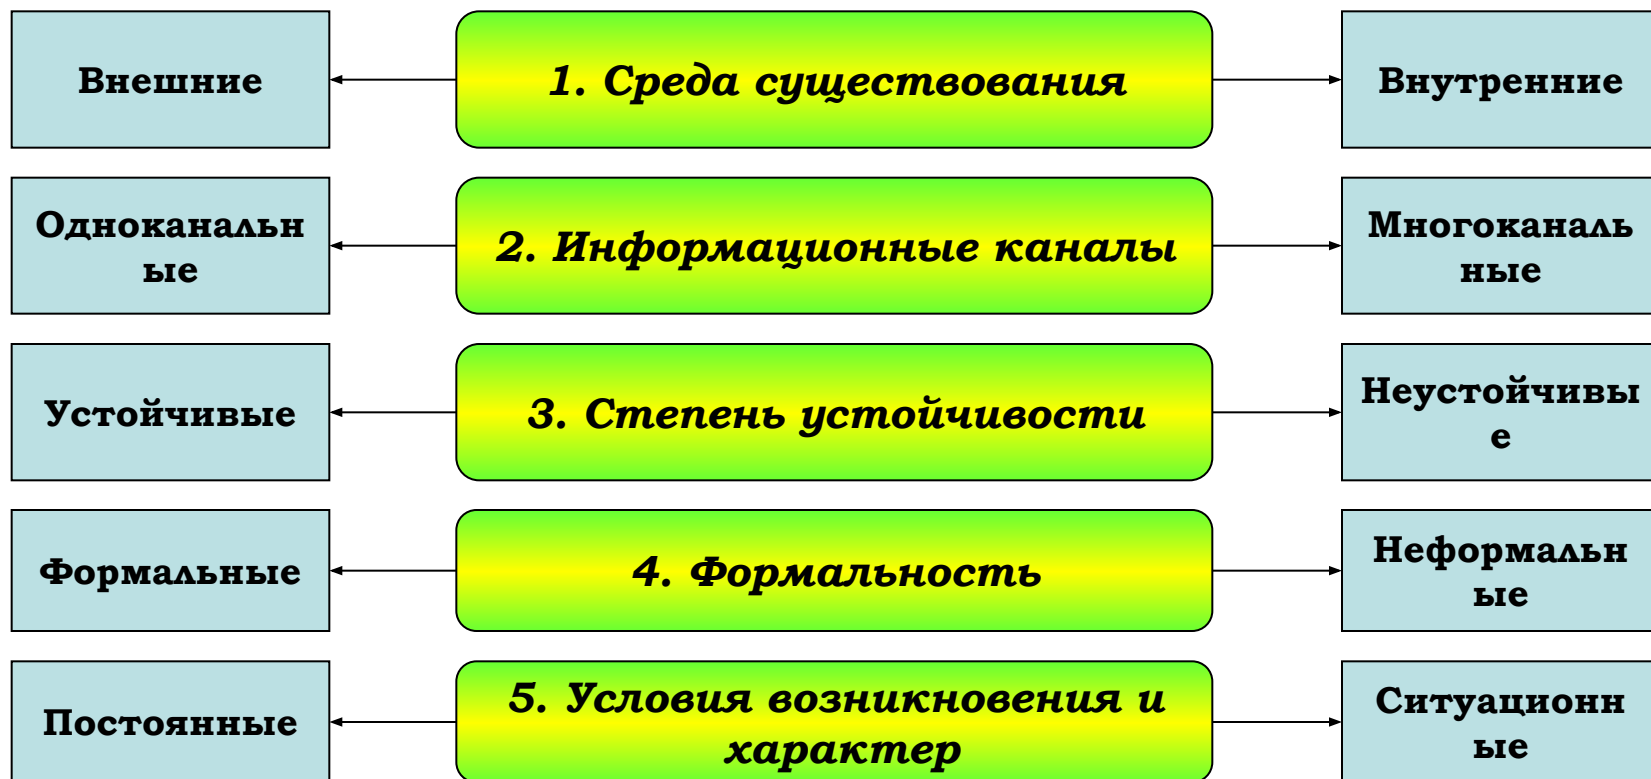 Внешние
1. Среда существования
Внутренние
Одноканальн
ые
2. Информационные каналы
Многоканаль
ные
Устойчивые
3. Степень устойчивости
Неустойчивы
е
Формальные
4. Формальность
Неформальн
ые
Постоянные
5. Условия возникновения и
характер
Ситуационн
ые